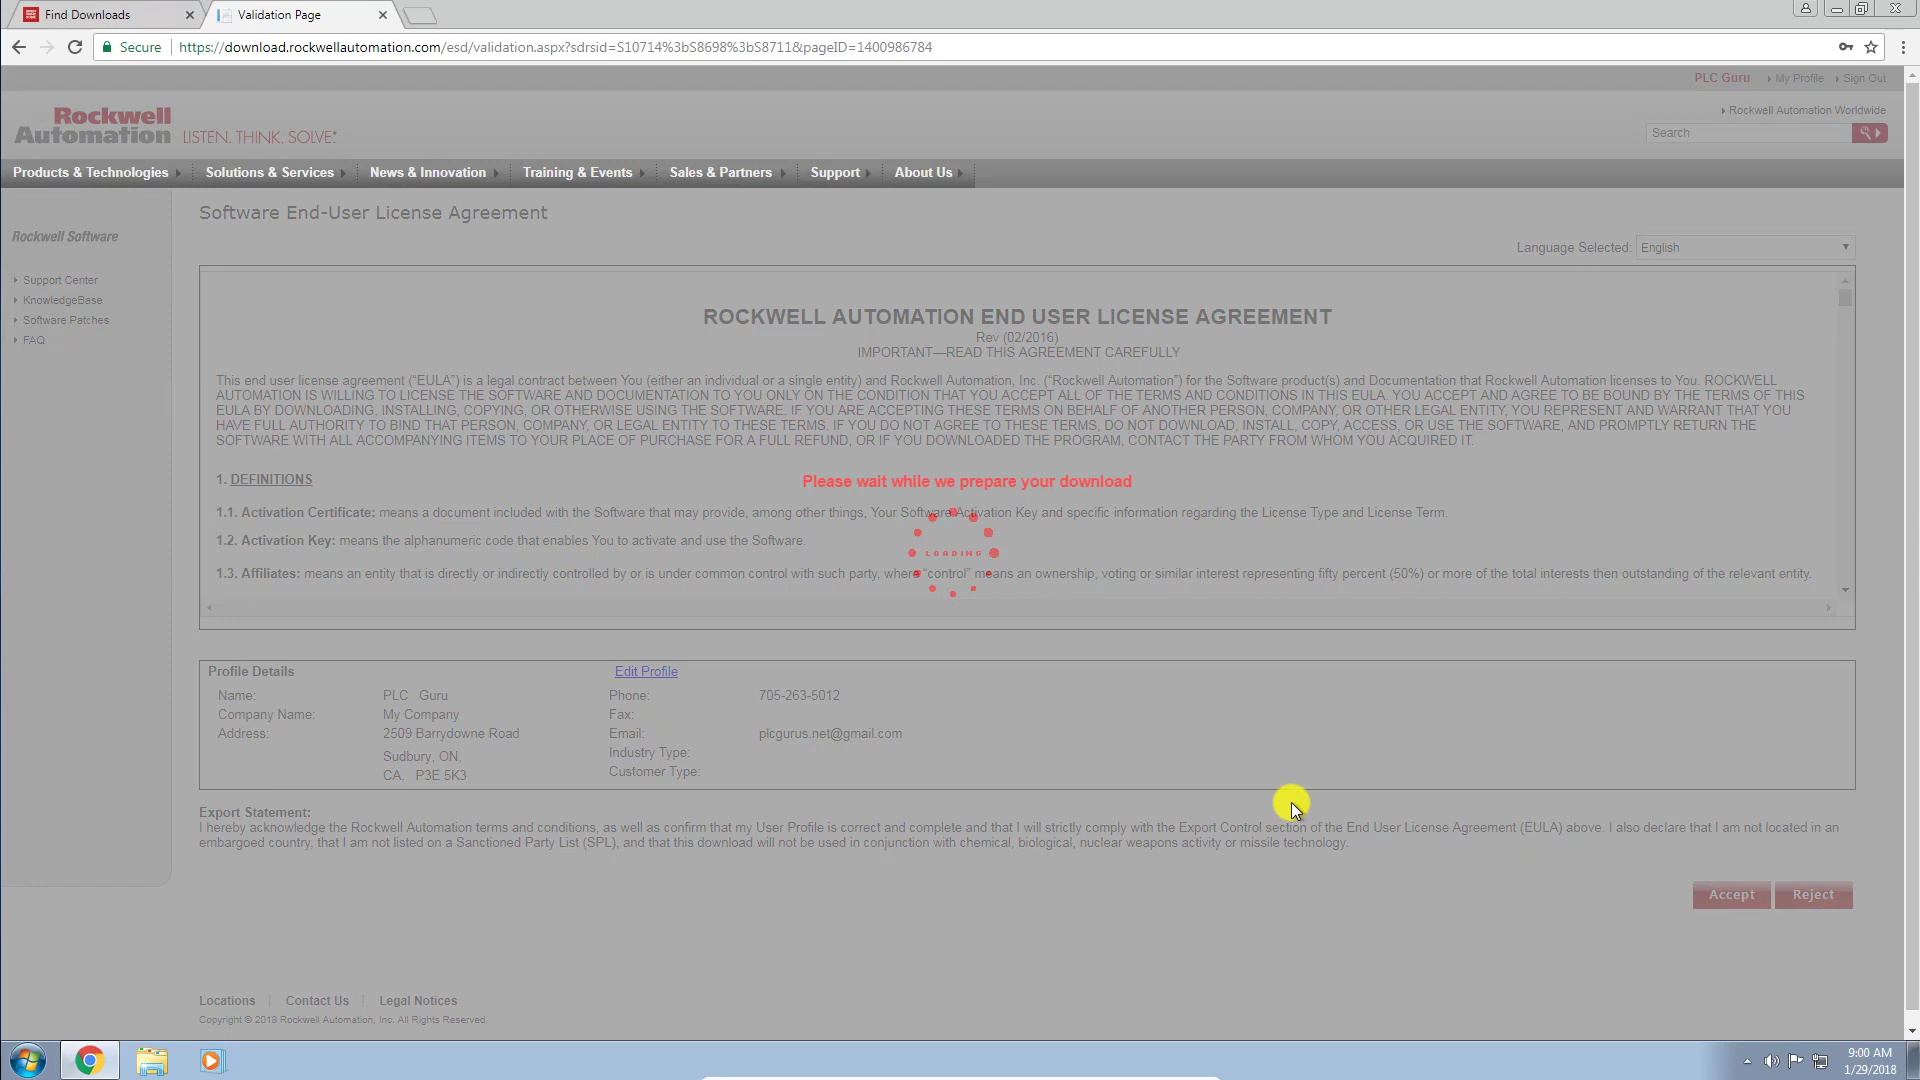 Find Downloads
Validation Page
Secure
https://download.rockwellautomation.com/esd/validation.aspx?sdrsid=S10714%3bS8698%3bS8711&pageID=1400986784
PLC Guru
My Profile
Sign Out
Rockwell
Automation
LISTEN. THINK. SOLVE.
Rockwell Automation Worldwide
Search
Products & Technologies
Solutions & Services
News & Innovation
Training & Events
Sales & Partners
Support
About Us
Software End-User License Agreement
Rockwell Software
Support Center
KnowledgeBase
Software Patches
FAQ
Language Selected: English
ROCKWELL AUTOMATION END USER LICENSE AGREEMENT
Rev (02/2016)
IMPORTANT—READ THIS AGREEMENT CAREFULLY
This end user license agreement (“EULA”) is a legal contract between You (either an individual or a single entity) and Rockwell Automation, Inc. (“Rockwell Automation”) for the Software product(s) and Documentation that Rockwell Automation licenses to You. ROCKWELL
AUTOMATION IS WILLING TO LICENSE THE SOFTWARE AND DOCUMENTATION TO YOU ONLY ON THE CONDITION THAT YOU ACCEPT ALL OF THE TERMS AND CONDITIONS IN THIS EULA. YOU ACCEPT AND AGREE TO BE BOUND BY THE TERMS OF THIS
EULA BY DOWNLOADING, INSTALLING, COPYING, OR OTHERWISE USING THE SOFTWARE. IF YOU ARE ACCEPTING THESE TERMS ON BEHALF OF ANOTHER PERSON, COMPANY, OR OTHER LEGAL ENTITY, YOU REPRESENT AND WARRANT THAT YOU
HAVE FULL AUTHORITY TO BIND THAT PERSON, COMPANY, OR LEGAL ENTITY TO THESE TERMS. IF YOU DO NOT AGREE TO THESE TERMS, DO NOT DOWNLOAD, INSTALL, COPY, ACCESS, OR USE THE SOFTWARE, AND PROMPTLY RETURN THE
SOFTWARE WITH ALL ACCOMPANYING ITEMS TO YOUR PLACE OF PURCHASE FOR A FULL REFUND, OR IF YOU DOWNLOADED THE PROGRAM, CONTACT THE PARTY FROM WHOM YOU ACQUIRED IT.
1. DEFINITIONS
Please wait while we prepare your download
1.1. Activation Certificate: means a document included with the Software that may provide, among other things, Your Software Activation Key and specific information regarding the License Type and License Term.
1.2. Activation Key: means the alphanumeric code that enables You to activate and use the Software.
LOADING
1.3. Affiliates: means an entity that is directly or indirectly controlled by or is under common control with such party, where “control” means an ownership, voting or similar interest representing fifty percent (50%) or more of the total interests then outstanding of the relevant entity.
Profile Details
Edit Profile
Name: PLC Guru Phone: 705-263-5012
Company Name: My Company Fax:
Address: 2509 Barrydowne Road Email: plcgurus.net@gmail.com
Sudbury, ON, Industry Type:
CA, P3E 5K3 Customer Type:
Export Statement:
I hereby acknowledge the Rockwell Automation terms and conditions, as well as confirm that my User Profile is correct and complete and that I will strictly comply with the Export Control section of the End User License Agreement (EULA) above. I also declare that I am not located in an
embargoed country, that I am not listed on a Sanctioned Party List (SPL), and that this download will not be used in conjunction with chemical, biological, nuclear weapons activity or missile technology.
Accept
Reject
Locations
Contact Us
Legal Notices
Copyright © 2018 Rockwell Automation, Inc. All Rights Reserved.
9:00 AM
1/29/2018